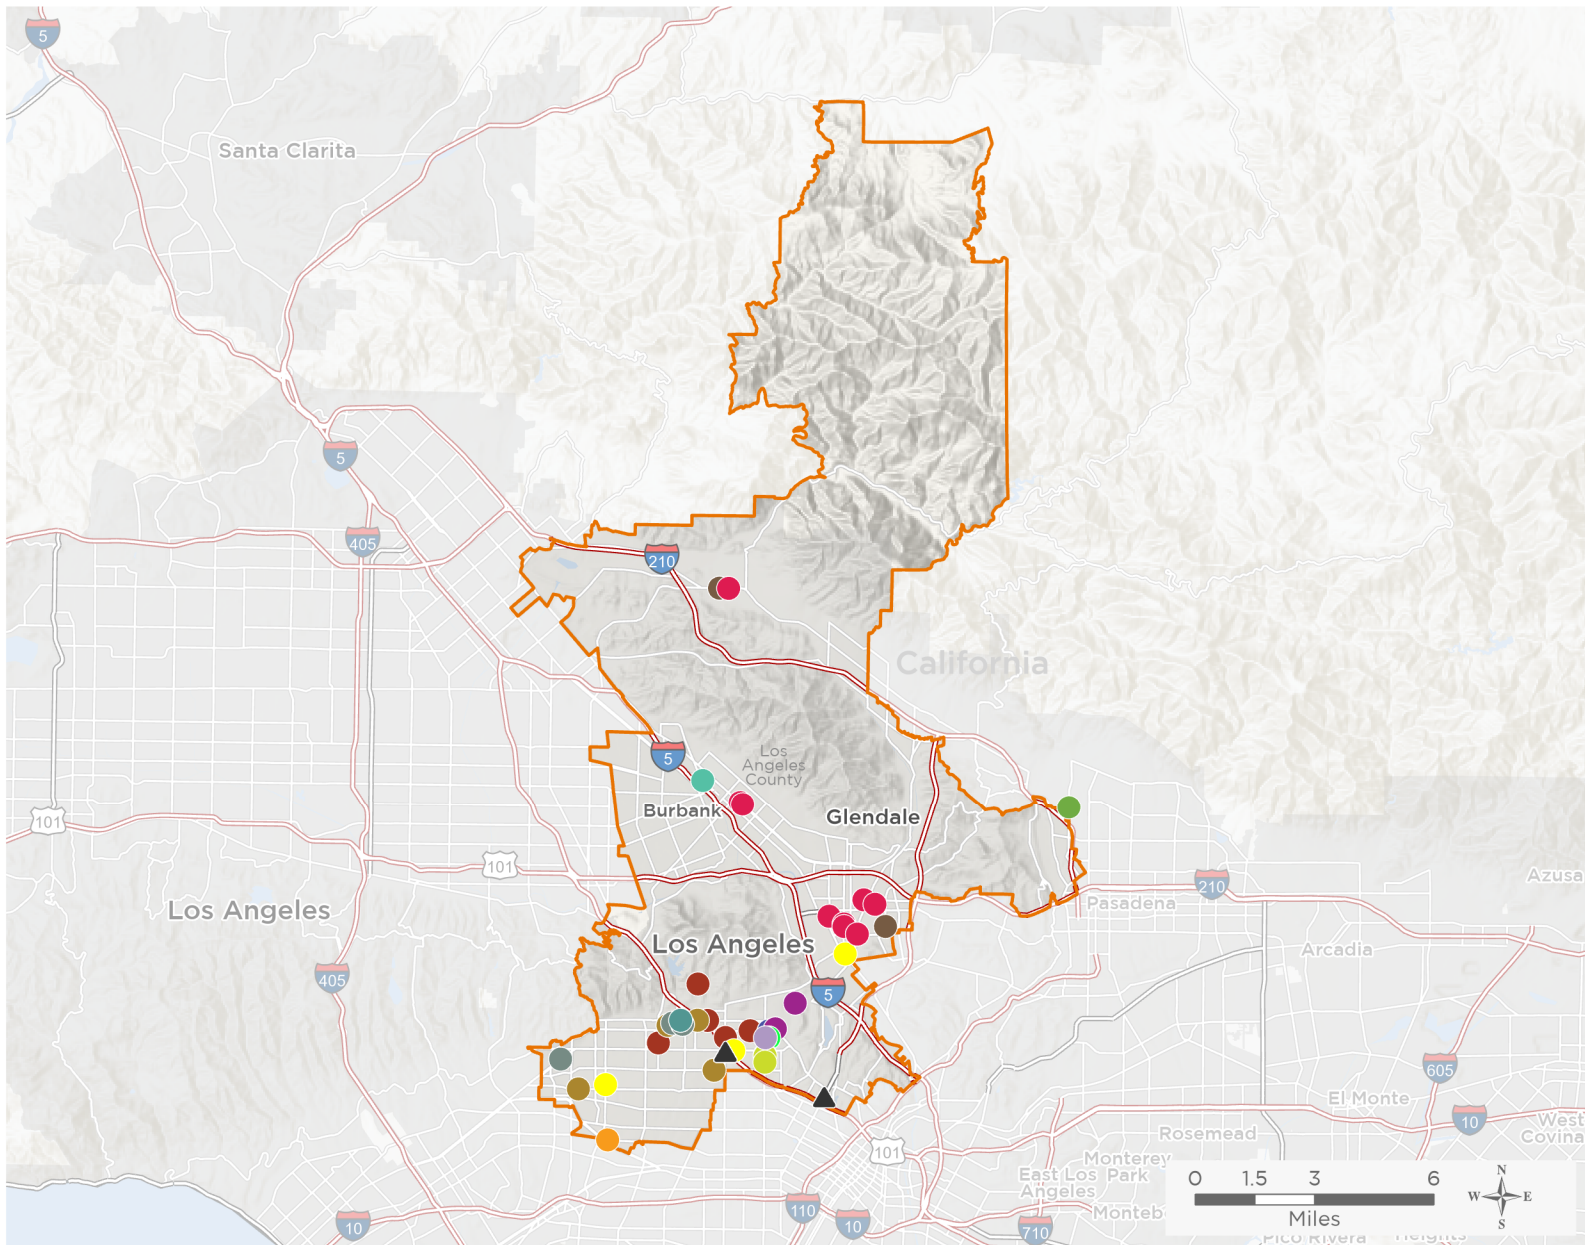 5
Santa Clarita
5
405
210
California
5
Los
Angeles
County
Burbank
Glendale
101
101
210
Azusa
Pasadena
Los Angeles
Los Angeles
Arcadia
405
5
605
El Monte
10
West
Covina
Rosemead
101
Monterey
Park
East Los
Angeles
0 1.5 3 6
Miles
N
W E
S
110
10
10
710
Monteb
Pico Rivera
Heights